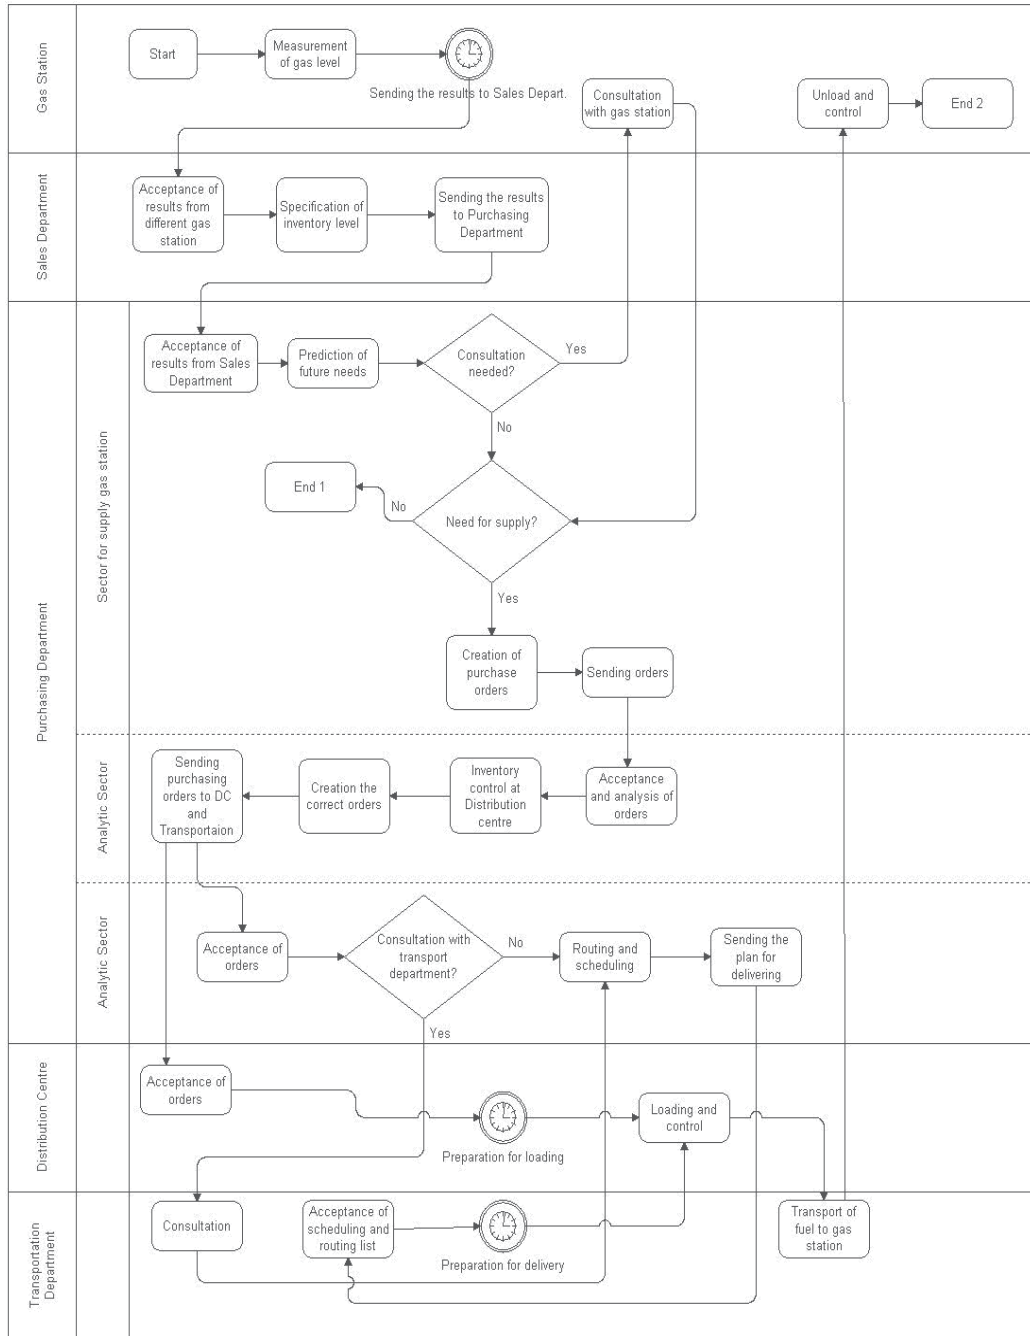 Gas Station
Start
Measurement
of gas level
Sending the results to Sales Depart.
Consultation
with gas station
Unload and
control
End 2
Sales Department
Acceptance of
results from
different gas
station
Specification of
inventory level
Sending the results
to Purchasing
Department
Purchasing Department
Sector for supply gas station
Acceptance of
results from Sales
Department
Prediction of
future needs
Consultation
needed?
Yes
No
End 1
No
Need for supply?
Yes
Creation of
purchase
orders
Sending orders
Analytic Sector
Sending
purchasing
orders to DC
and
Transportaion
Creation the
correct orders
Inventory
control at
Distribution
centre
Acceptance
and analysis of
orders
Analytic Sector
Acceptance of
orders
Consultation with
transport
department?
No
Yes
Routing and
scheduling
Sending the
plan for
delivering
Distribution Centre
Acceptance of
orders
Preparation for loading
Loading and
control
Transportation
Department
Consultation
Acceptance of
scheduling and
routing list
Preparation for delivery
Transport of
fuel to gas
station